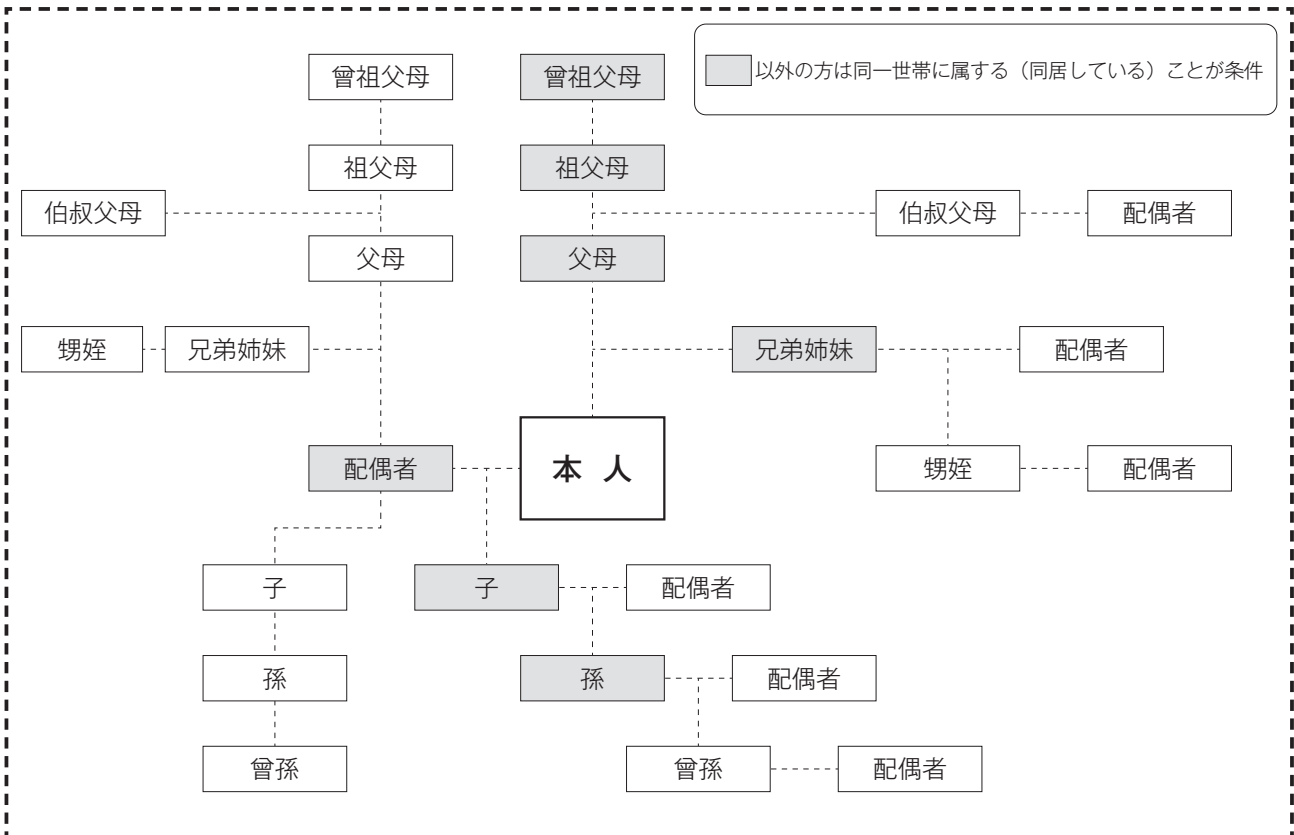 曾祖父母
曾祖父母
以外の方は同一世帯に属する（同居している）ことが条件
祖父母
祖父母
伯叔父母
伯叔父母
配偶者
父母
父母
甥姪
兄弟姉妹
兄弟姉妹
配偶者
配偶者
本 人
甥姪
配偶者
子
子
配偶者
孫
孫
配偶者
曾孫
曾孫
配偶者